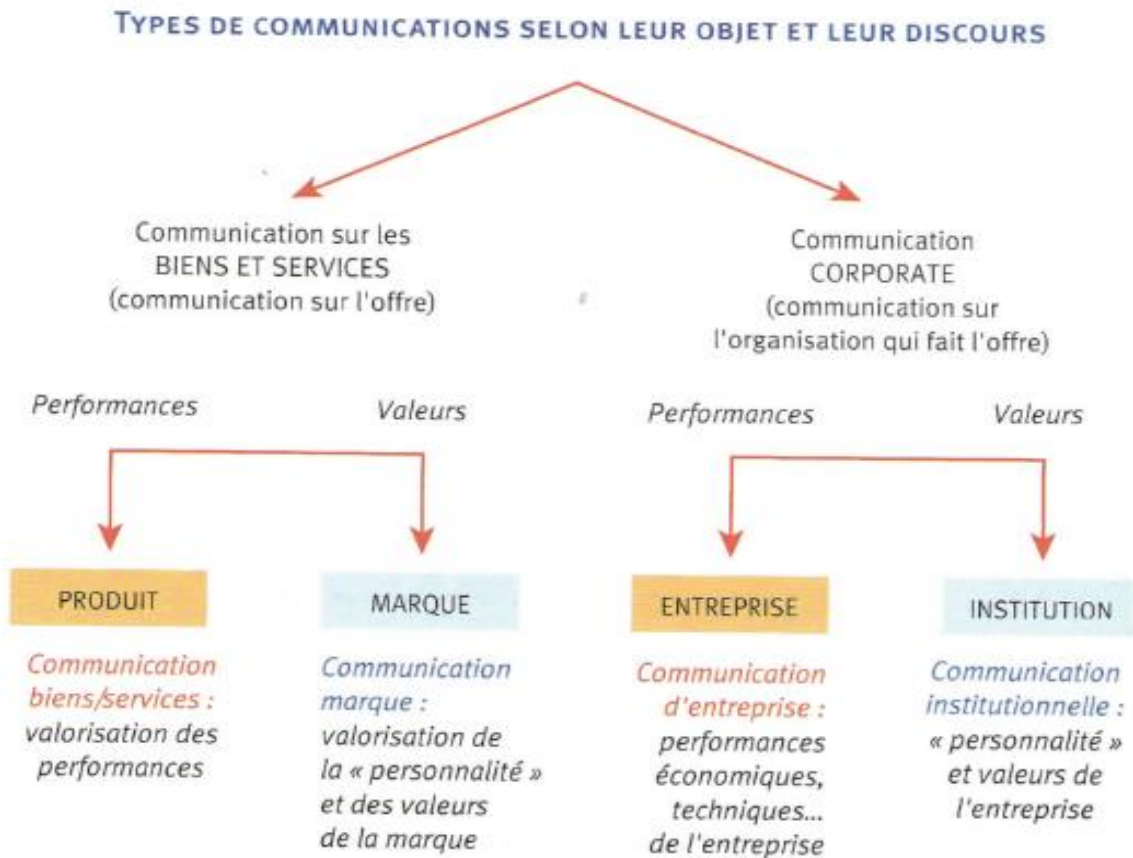 TYPES DE COMMUNICATIONS SELON LEUR OBJET ET LEUR DISCOURS
Communication sur les
BIENS ET SERVICES
(communication sur l'offre)
Communication
CORPORATE
(communication sur
l'organisation qui fait l'offre)
Performances
Valeurs
Performances
Valeurs
PRODUIT
MARQUE
ENTREPRISE
INSTITUTION
Communication
biens/services :
valorisation des
performances
Communication
marque :
valorisation de
la « personnalité »
et des valeurs
de la marque
Communication
d'entreprise :
performances
économiques,
techniques...
de l'entreprise
Communication
institutionnelle :
« personnalité »
et valeurs de
l'entreprise